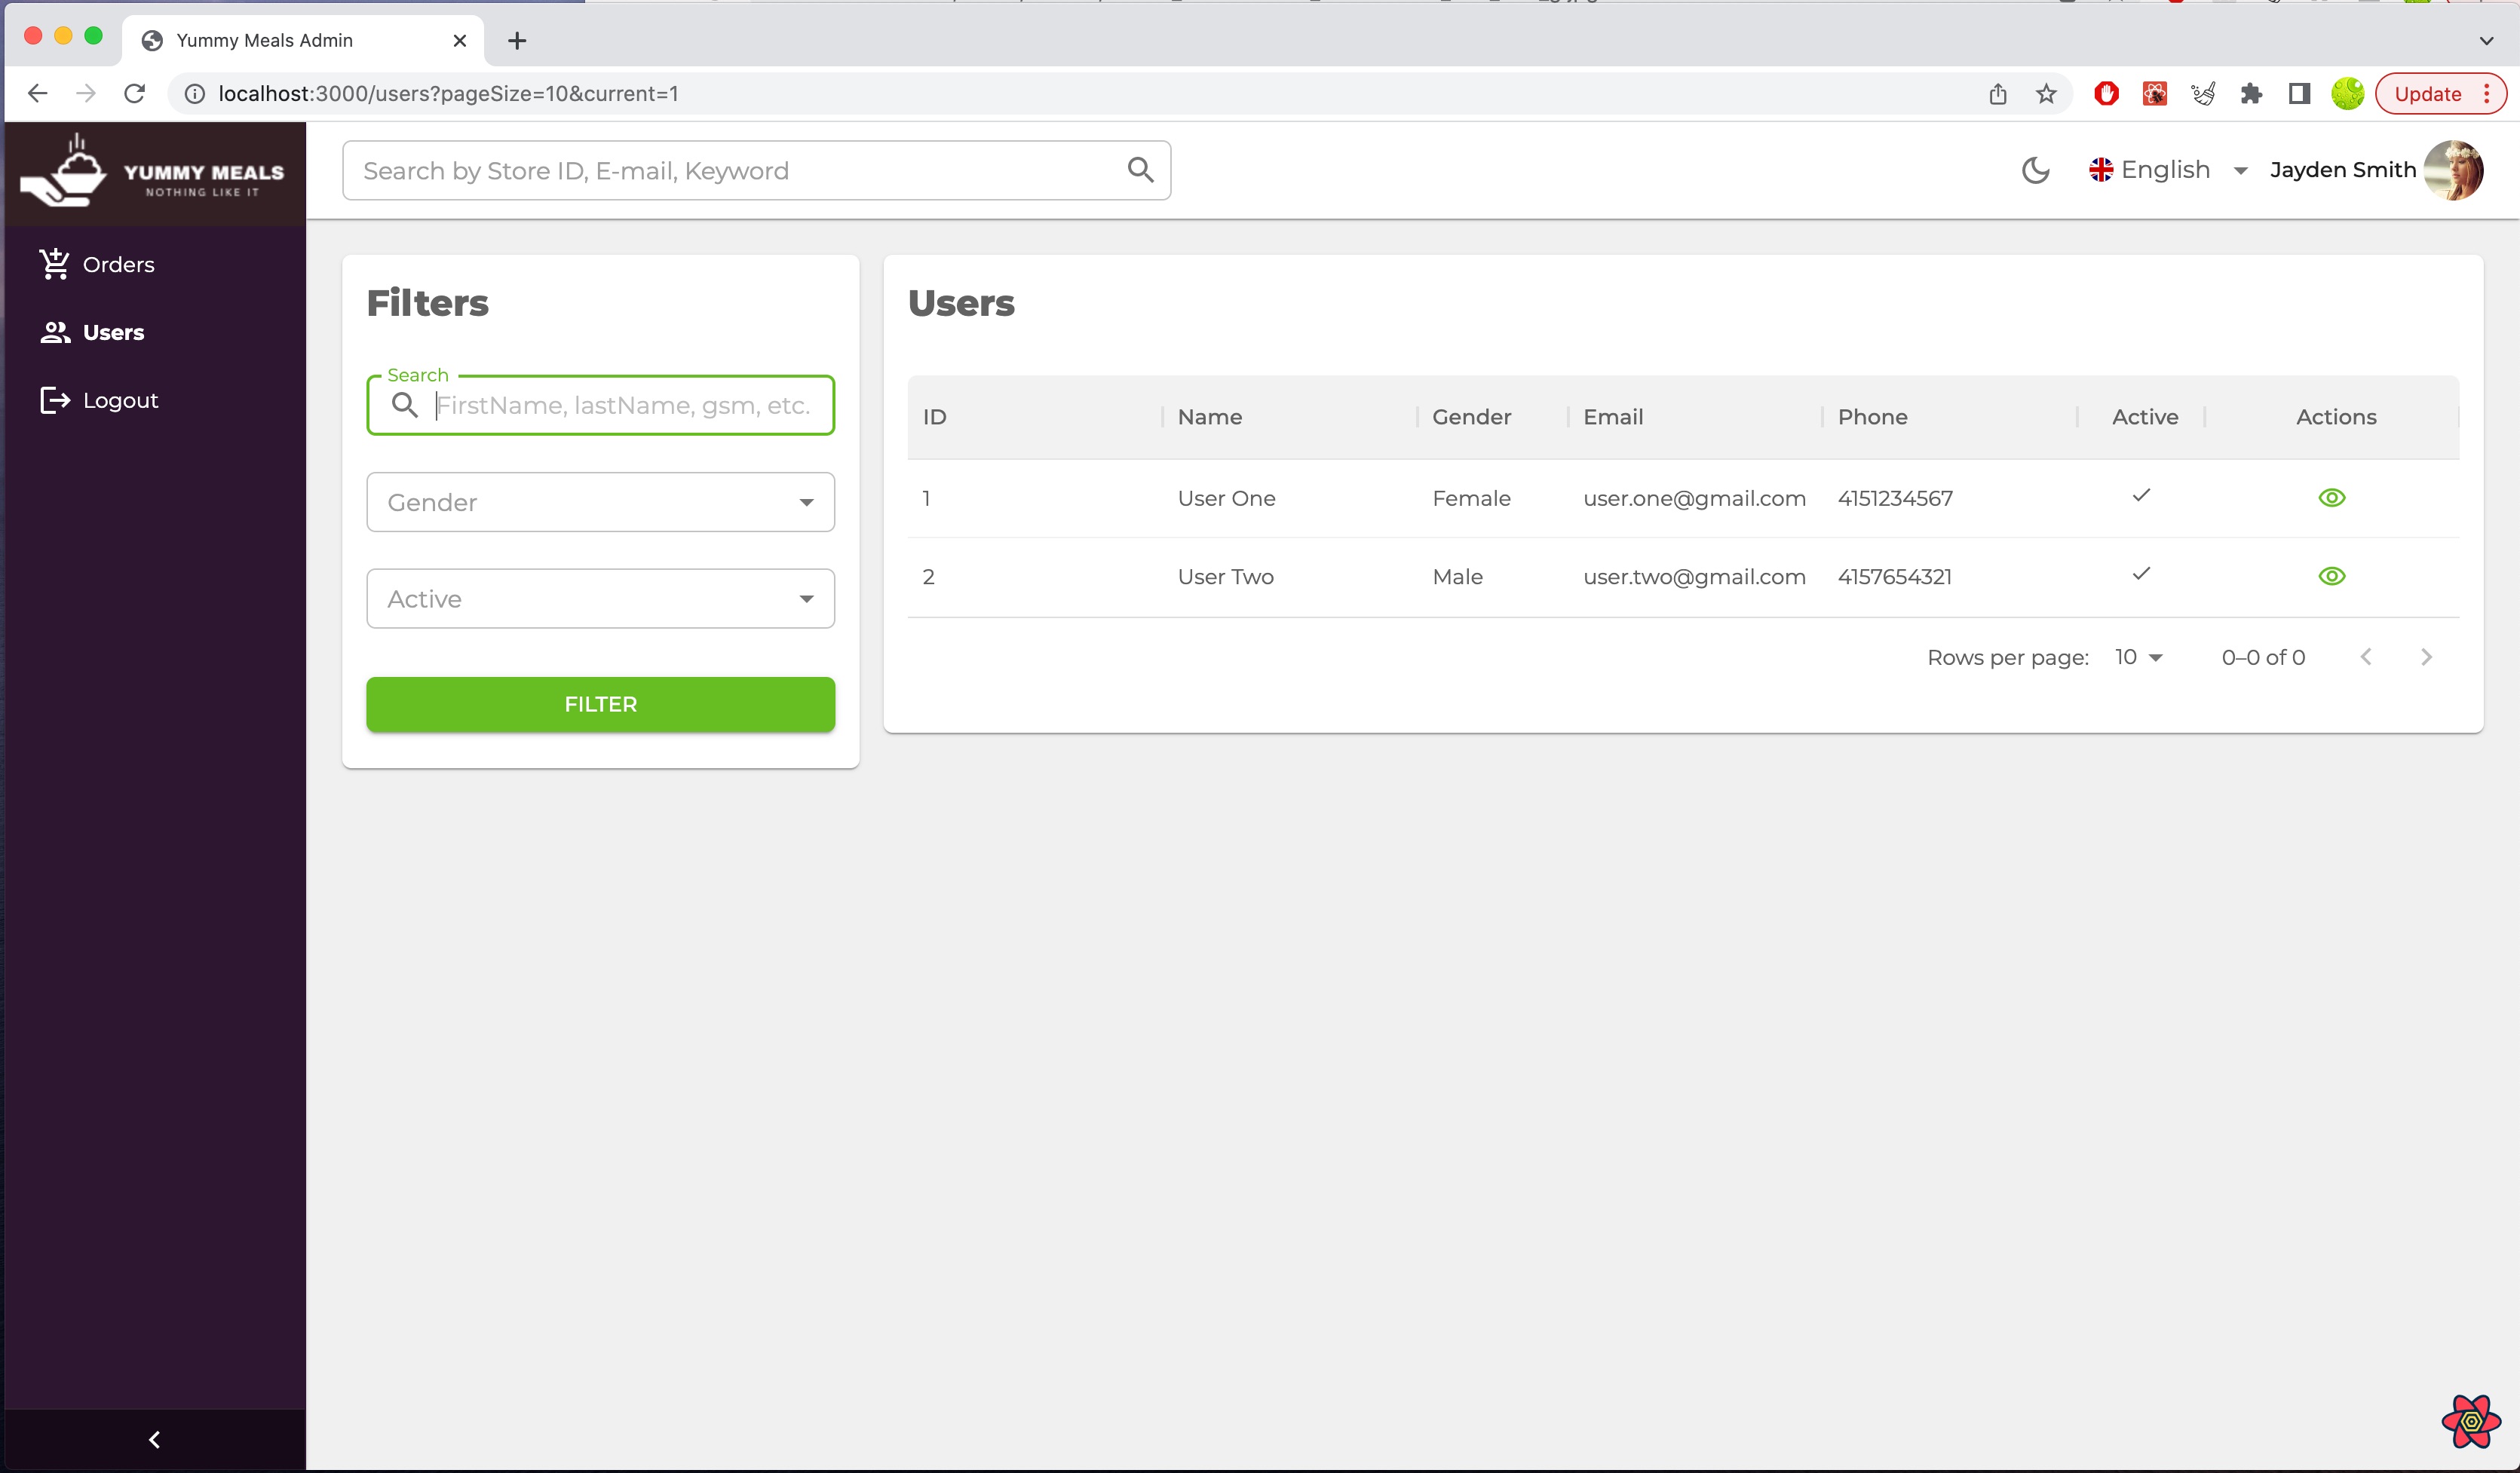 Yummy Meals Admin
localhost:3000/users?pageSize=10&current=1
Update
YUMMY MEALS
NOTHING LIKE IT
Search by Store ID, E-mail, Keyword
English
Jayden Smith
Orders
Users
Logout
Filters
Search
FirstName, lastName, gsm, etc.
Gender
Active
FILTER
Users
ID Name Gender Email Phone Active Actions
1 User One Female user.one@gmail.com 4151234567
2 User Two Male user.two@gmail.com 4157654321
Rows per page: 10 0–0 of 0